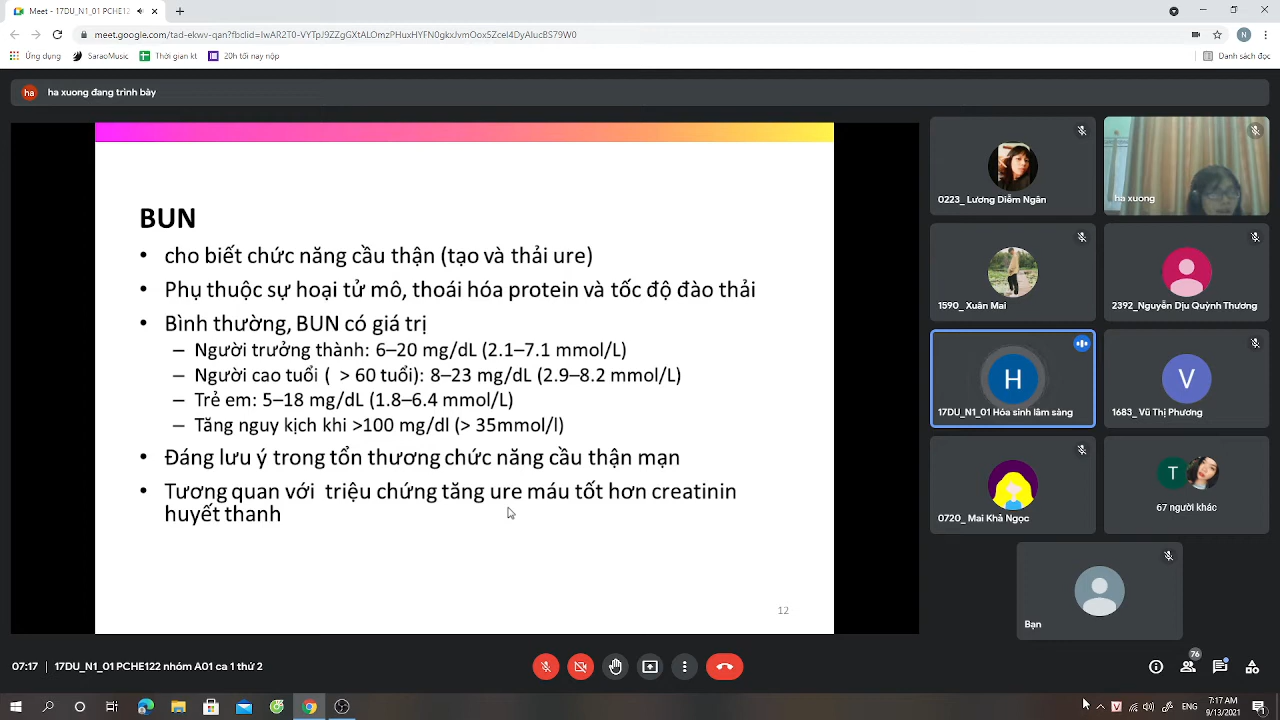 Meet - 17DU_N1_01 PCHE12
meet.google.com/tad-ekwv-qan?fbclid=IwAR2T0-VYTpJ9ZZgGXtALOmzPHuxHYFN0gkxJvmOoxSZcel4DyAlucBS79W0
Ứng dụng
SaraoMusic
Thời gian kt
20h tối nay nộp
Danh sách đọc
ha xuong đang trình bày
BUN
• cho biết chức năng cầu thận (tạo và thải ure)
• Phụ thuộc sự hoại tử mô, thoái hóa protein và tốc độ đào thải
• Bình thường, BUN có giá trị
– Người trưởng thành: 6–20 mg/dL (2.1–7.1 mmol/L)
– Người cao tuổi ( > 60 tuổi): 8–23 mg/dL (2.9–8.2 mmol/L)
– Trẻ em: 5–18 mg/dL (1.8–6.4 mmol/L)
– Tăng nguy kịch khi >100 mg/dl (> 35mmol/l)
• Đáng lưu ý trong tổn thương chức năng cầu thận mạn
• Tương quan với triệu chứng tăng ure máu tốt hơn creatinin
huyết thanh
12
0223_ Lương Diễm Ngân
ha xuong
1590_Xuân Mai
2392_Nguyễn Dịu Quýnh Thương
H
17DU_N1_01 Hóa sinh lâm sàng
V
1683_Vũ Thị Phương
0720_ Mai Khả Ngọc
T
67 người khác
Bạn
07:17 | 17DU_N1_01 PCHE122 nhóm A01 ca 1 thứ 2
76
7:17 AM
9/13/2021